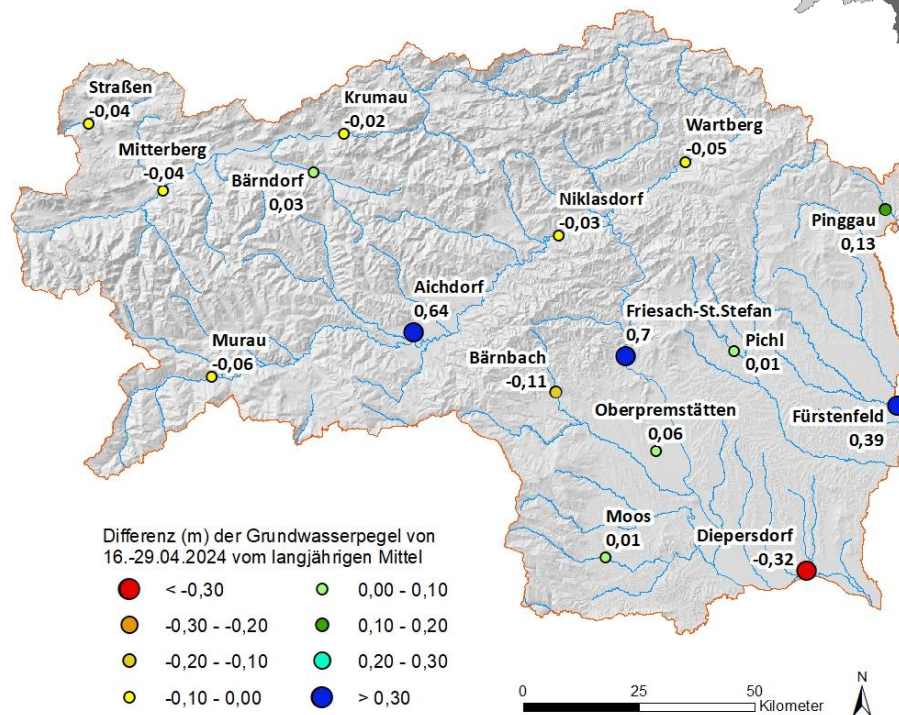 Straßen
-0,04
Krumau
-0,02
Wartberg
-0,05
Mitterberg
-0,04
Bärndorf
0,03
Niklasdorf
-0,03
Pinggau
0,13
Aichdorf
0,64
Friesach-St.Stefan
0,7
Pichl
0,01
Murau
-0,06
Bärnbach
-0,11
Oberpremstätten
0,06
Fürstenfeld
0,39
Moos
0,01
Diepersdorf
-0,32
Differenz (m) der Grundwasserpegel von
16.-29.04.2024 vom langjährigen Mittel
< -0,30
-0,30 - -0,20
-0,20 - -0,10
-0,10 - 0,00
0,00 - 0,10
0,10 - 0,20
0,20 - 0,30
> 0,30
0 25 50
Kilometer
N